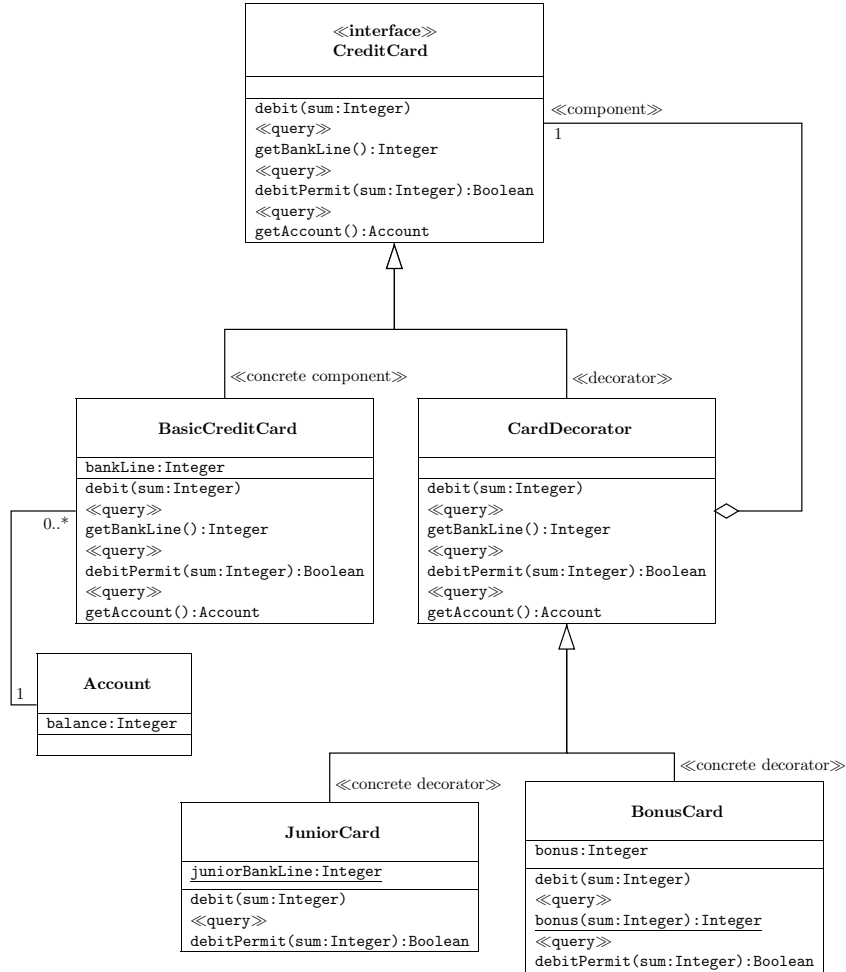 ≪interface≫
CreditCard
debit(sum:Integer)
≪query≫
getBankLine():Integer
≪query≫
debitPermit(sum:Integer):Boolean
≪query≫
getAccount():Account
≪component≫
1
≪concrete component≫
≪decorator≫
BasicCreditCard
bankLine:Integer
debit(sum:Integer)
≪query≫
getBankLine():Integer
≪query≫
debitPermit(sum:Integer):Boolean
≪query≫
getAccount():Account
0..*
CardDecorator
debit(sum:Integer)
≪query≫
getBankLine():Integer
≪query≫
debitPermit(sum:Integer):Boolean
≪query≫
getAccount():Account
Account
1
balance:Integer
≪concrete decorator≫
≪concrete decorator≫
JuniorCard
juniorBankLine:Integer
debit(sum:Integer)
≪query≫
debitPermit(sum:Integer):Boolean
BonusCard
bonus:Integer
debit(sum:Integer)
≪query≫
bonus(sum:Integer):Integer
≪query≫
debitPermit(sum:Integer):Boolean